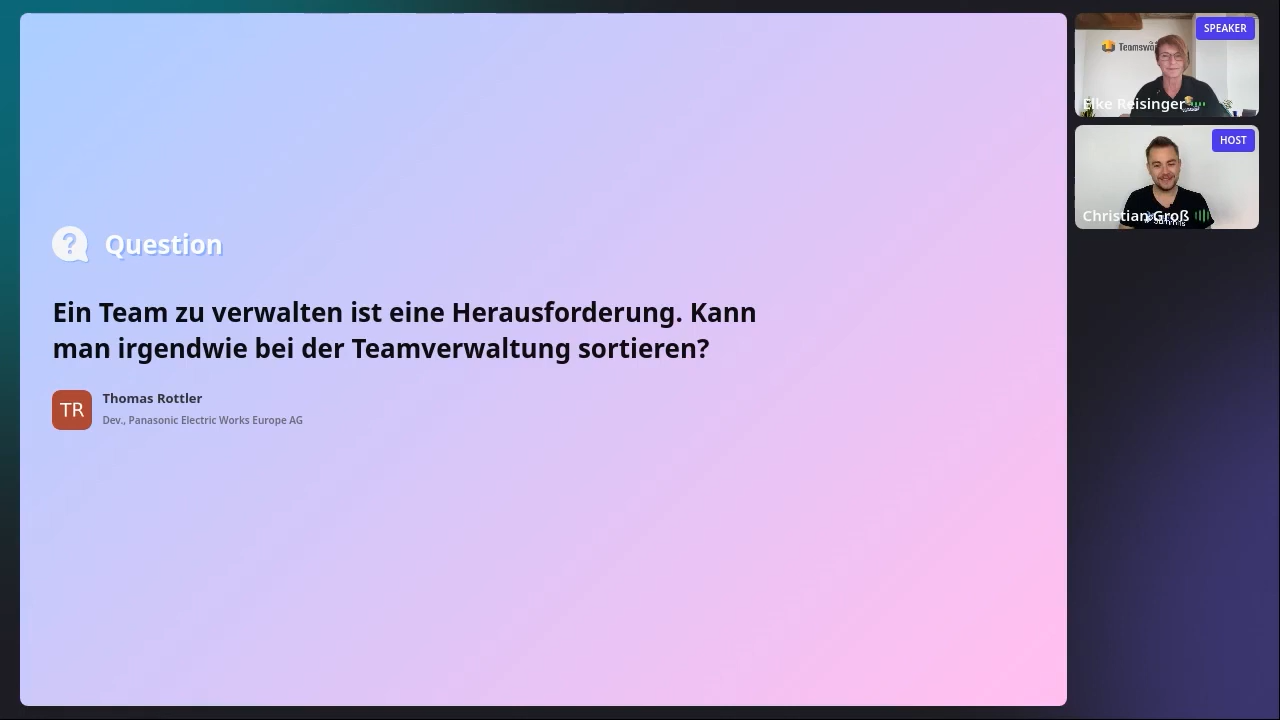 Question
Ein Team zu verwalten ist eine Herausforderung. Kann
man irgendwie bei der Teamverwaltung sortieren?
TR
Thomas Rottler
Dev., Panasonic Electric Works Europe AG
SPEAKER
Elke Reisinger
HOST
Christian Groß